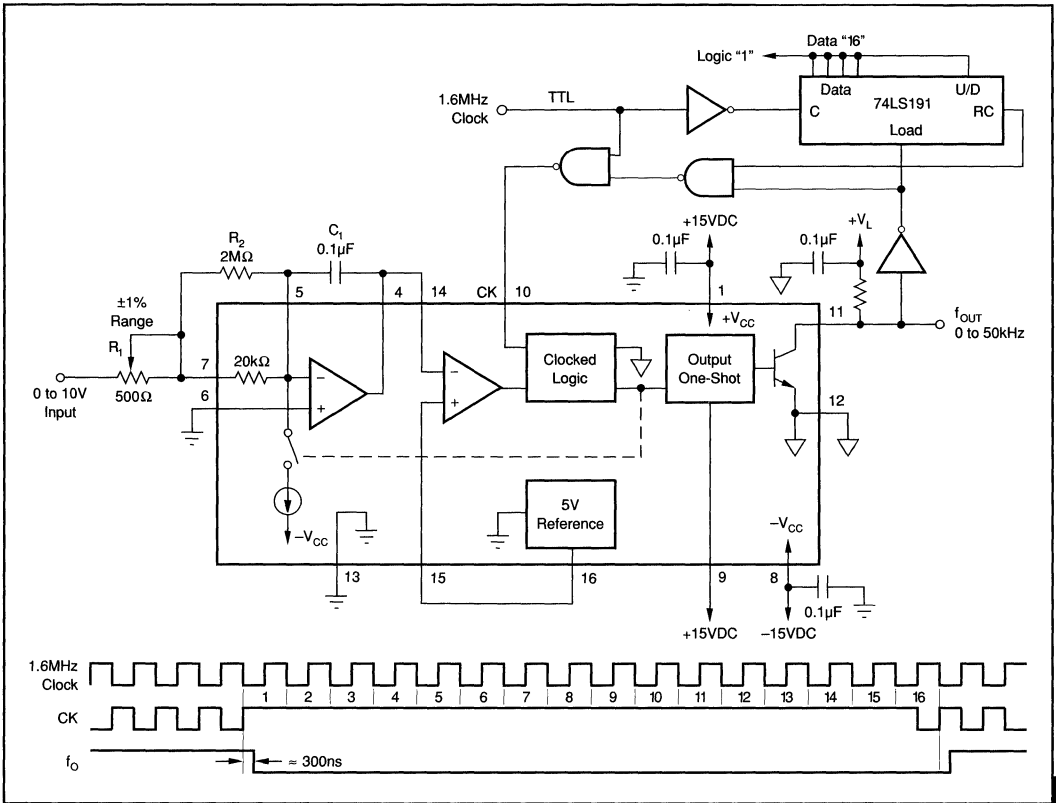 Data “16”
Logic “1”
Data
U/D
1.6MHz
Clock
TTL
C
74LS191
RC
Load
+15VDC
+V_L
0.1µF
0.1µF
R_2
2MΩ
C_1
0.1µF
5
4
14
CK
10
1
+V_CC
11
f_OUT
0 to 50kHz
±1%
Range
R_1
7
20kΩ
−
+
−
+
Clocked
Logic
Output
One-Shot
0 to 10V
Input
500Ω
6
12
5V
Reference
−V_CC
−V_CC
13
15
16
9
8
0.1µF
+15VDC
−15VDC
1.6MHz
Clock
1 2 3 4 5 6 7 8 9 10 11 12 13 14 15 16
CK
f_O
≈ 300ns